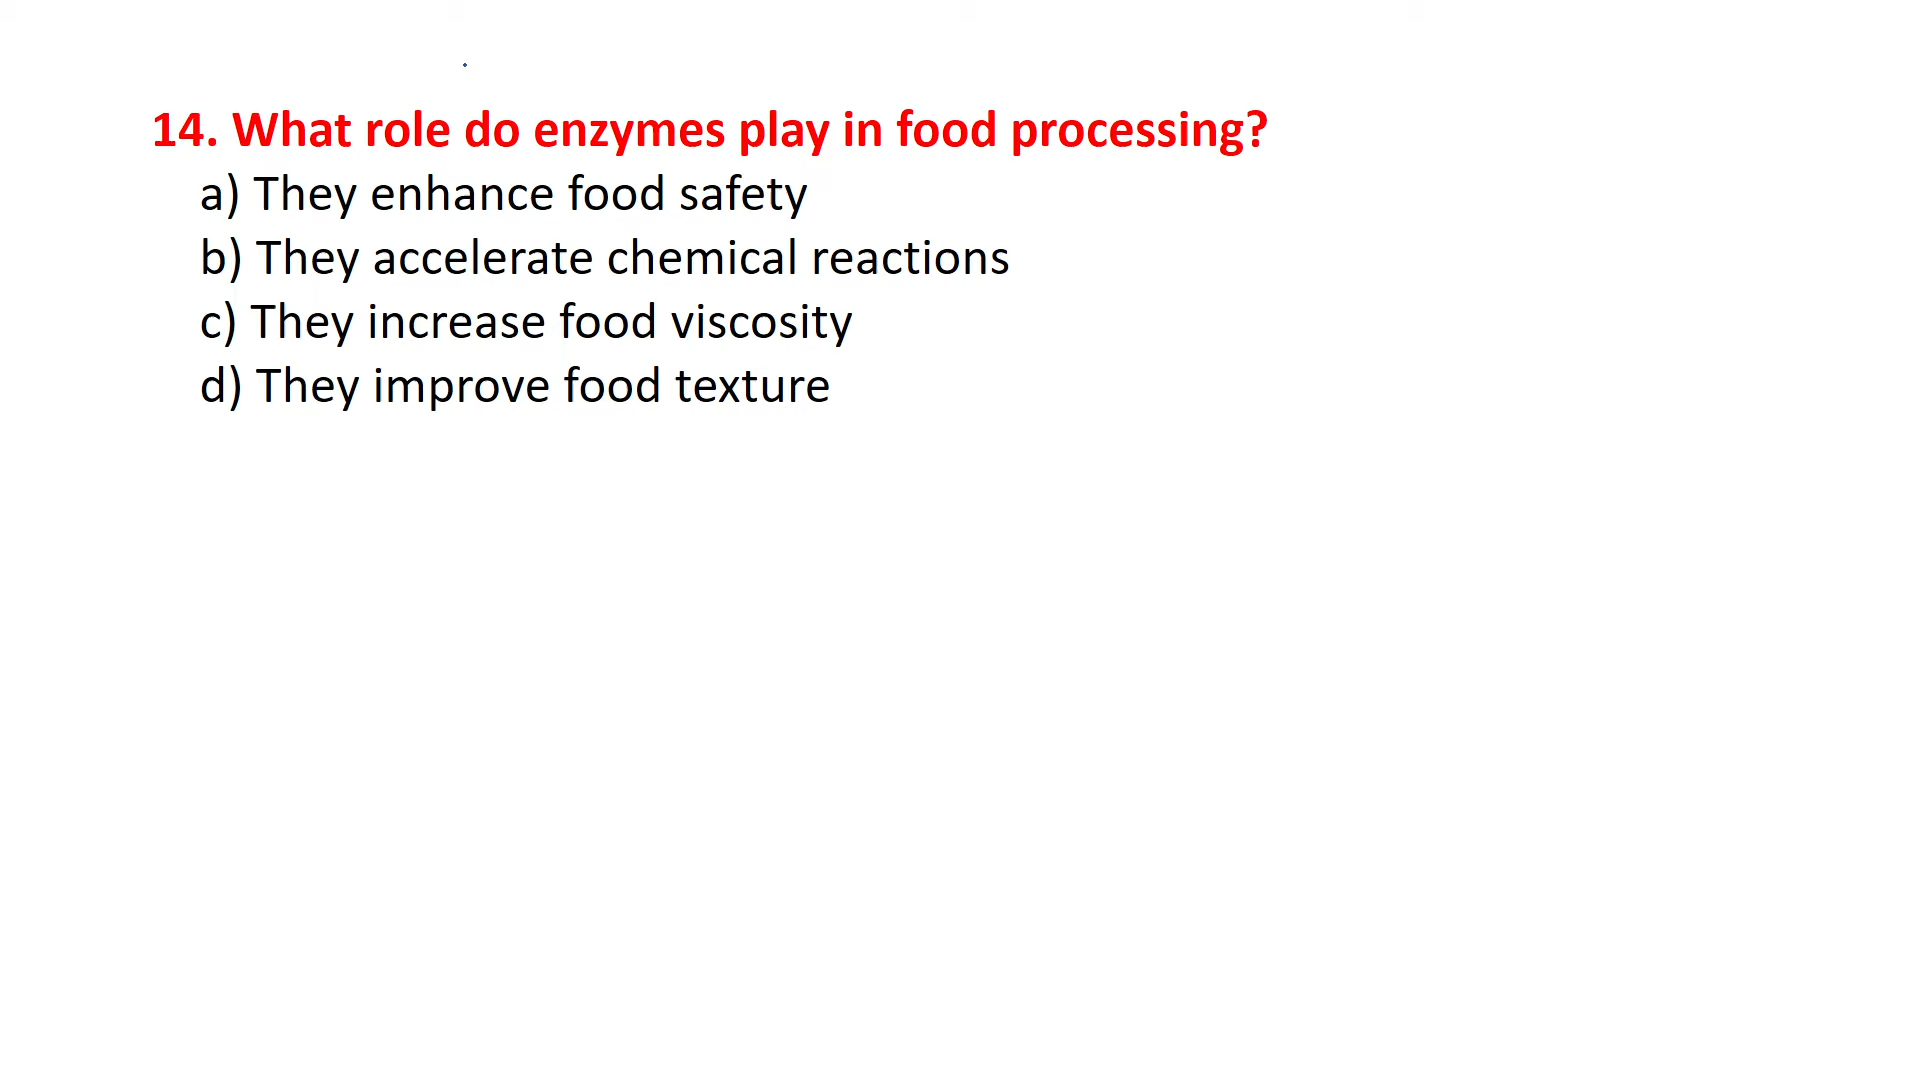 14. What role do enzymes play in food processing?
a) They enhance food safety
b) They accelerate chemical reactions
c) They increase food viscosity
d) They improve food texture